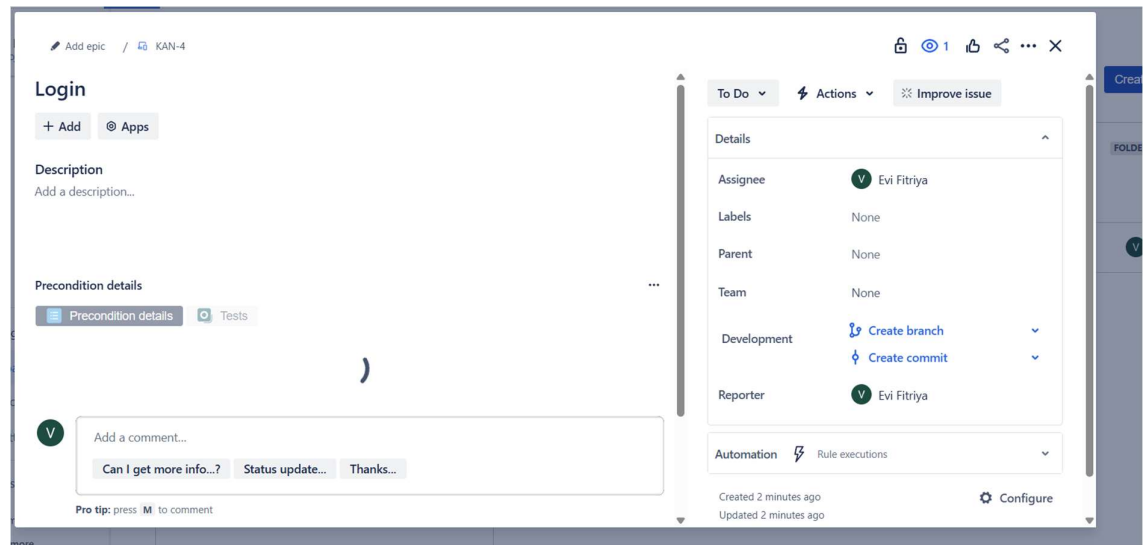 Add epic / KAN-4
1
Login
To Do
Actions
Improve issue
+ Add
Apps
Details
Description
Add a description...
Assignee
V Evi Fitriya
Labels
None
Parent
None
Precondition details
Team
None
Precondition details
Tests
Development
Create branch
Create commit
Reporter
V Evi Fitriya
V
Add a comment...
Can I get more info...?
Status update...
Thanks...
Automation
Rule executions
Pro tip: press M to comment
Created 2 minutes ago
Updated 2 minutes ago
Configure
Crea
FOLDE
V